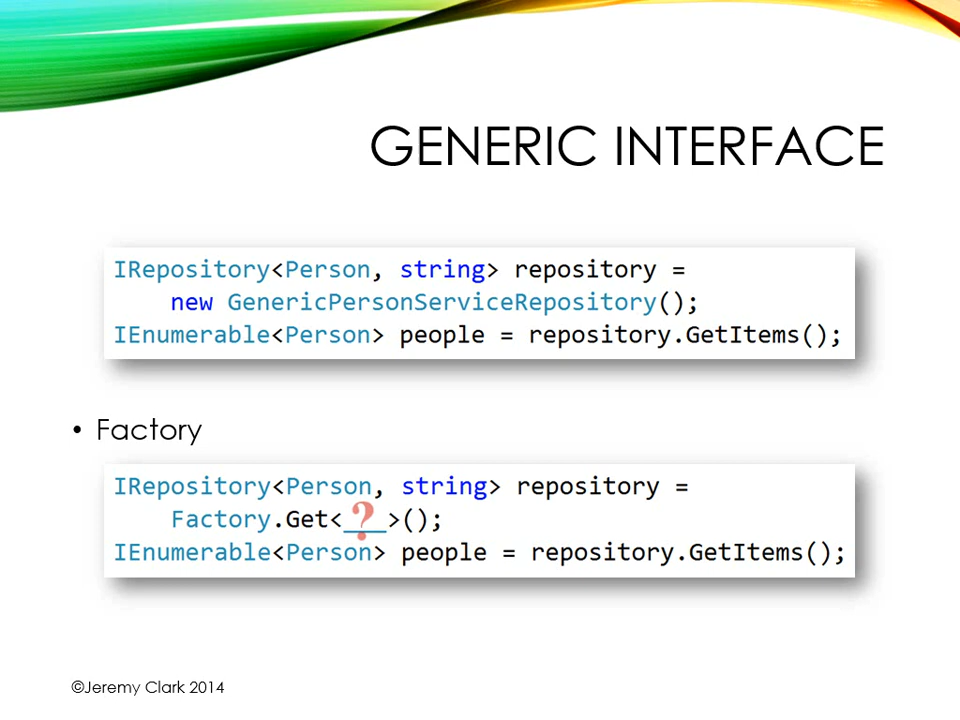 GENERIC INTERFACE
IRepository<Person, string> repository =
new GenericPersonServiceRepository();
IEnumerable<Person> people = repository.GetItems();
• Factory
IRepository<Person, string> repository =
Factory.Get<_?_>();
IEnumerable<Person> people = repository.GetItems();
©Jeremy Clark 2014